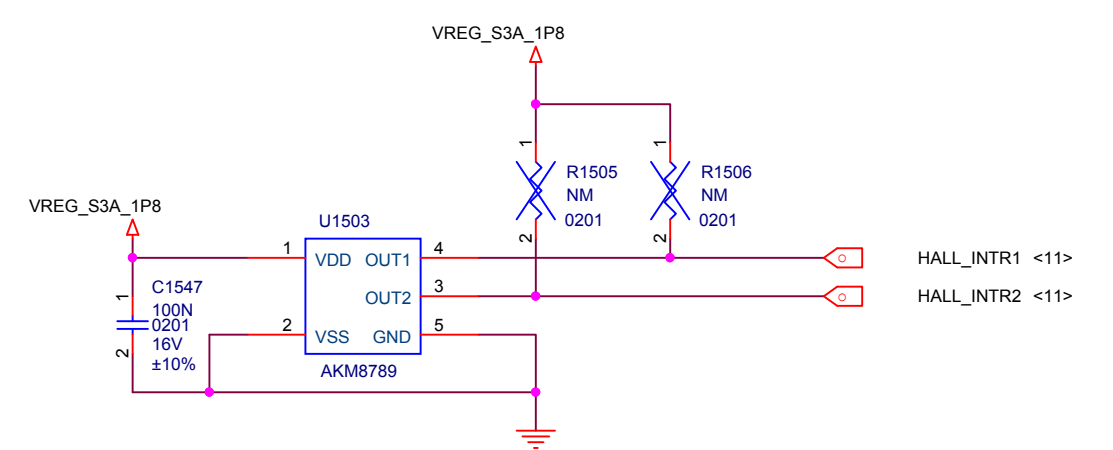 VREG_S3A_1P8
1
1
R1505
R1506
NM
NM
0201
0201
2
2
VREG_S3A_1P8
U1503
1
VDD
OUT1
4
HALL_INTR1 <11>
OUT2
3
HALL_INTR2 <11>
1
C1547
100N
0201
16V
±10%
2
2
VSS
GND
5
AKM8789